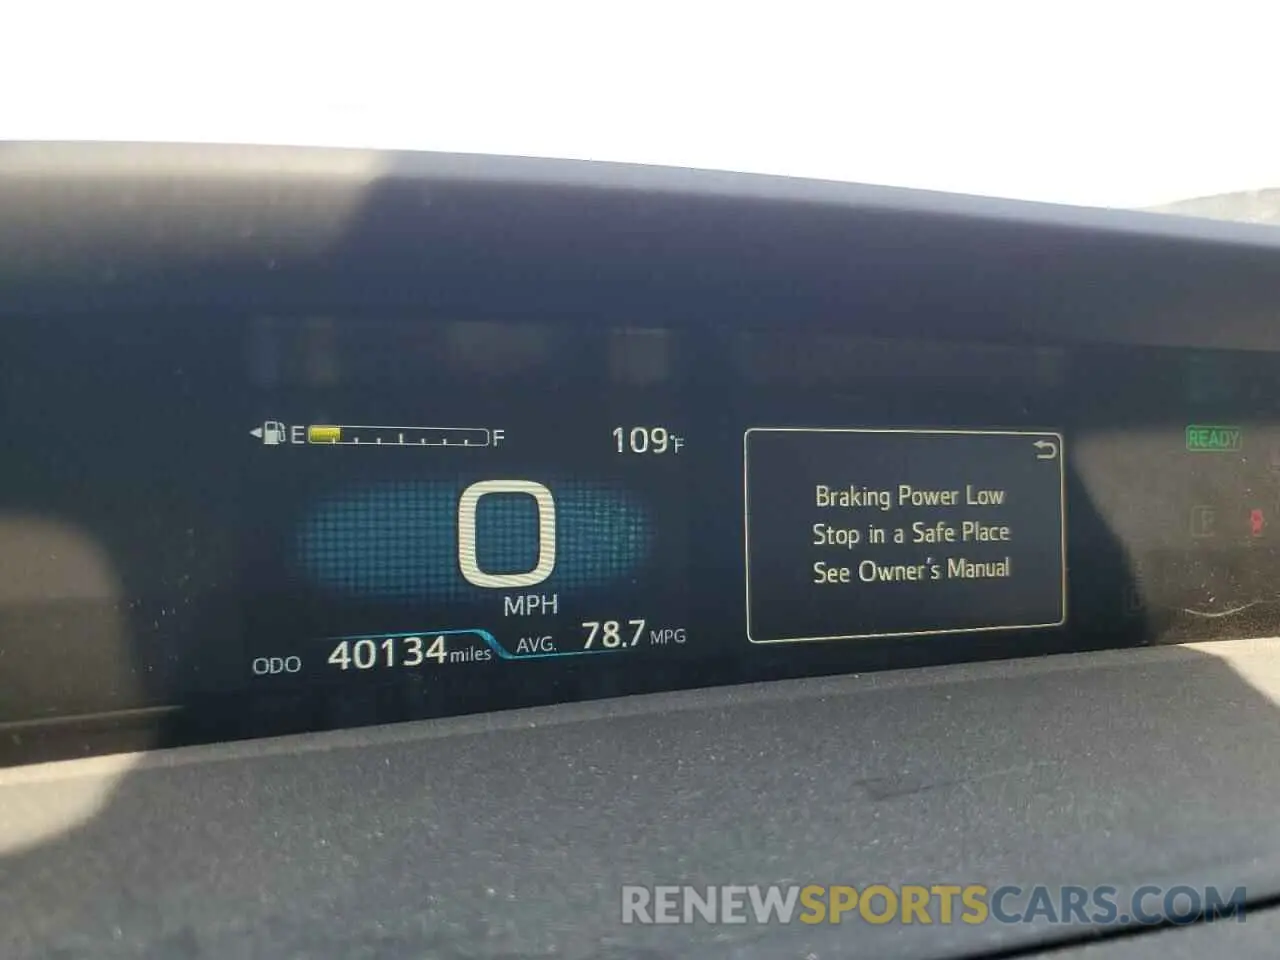 E F
109°F
Braking Power Low
Stop in a Safe Place
See Owner's Manual
READY
P
0
MPH
ODO 40134 miles AVG. 78.7 MPG
RENEWSPORTSCARS.COM